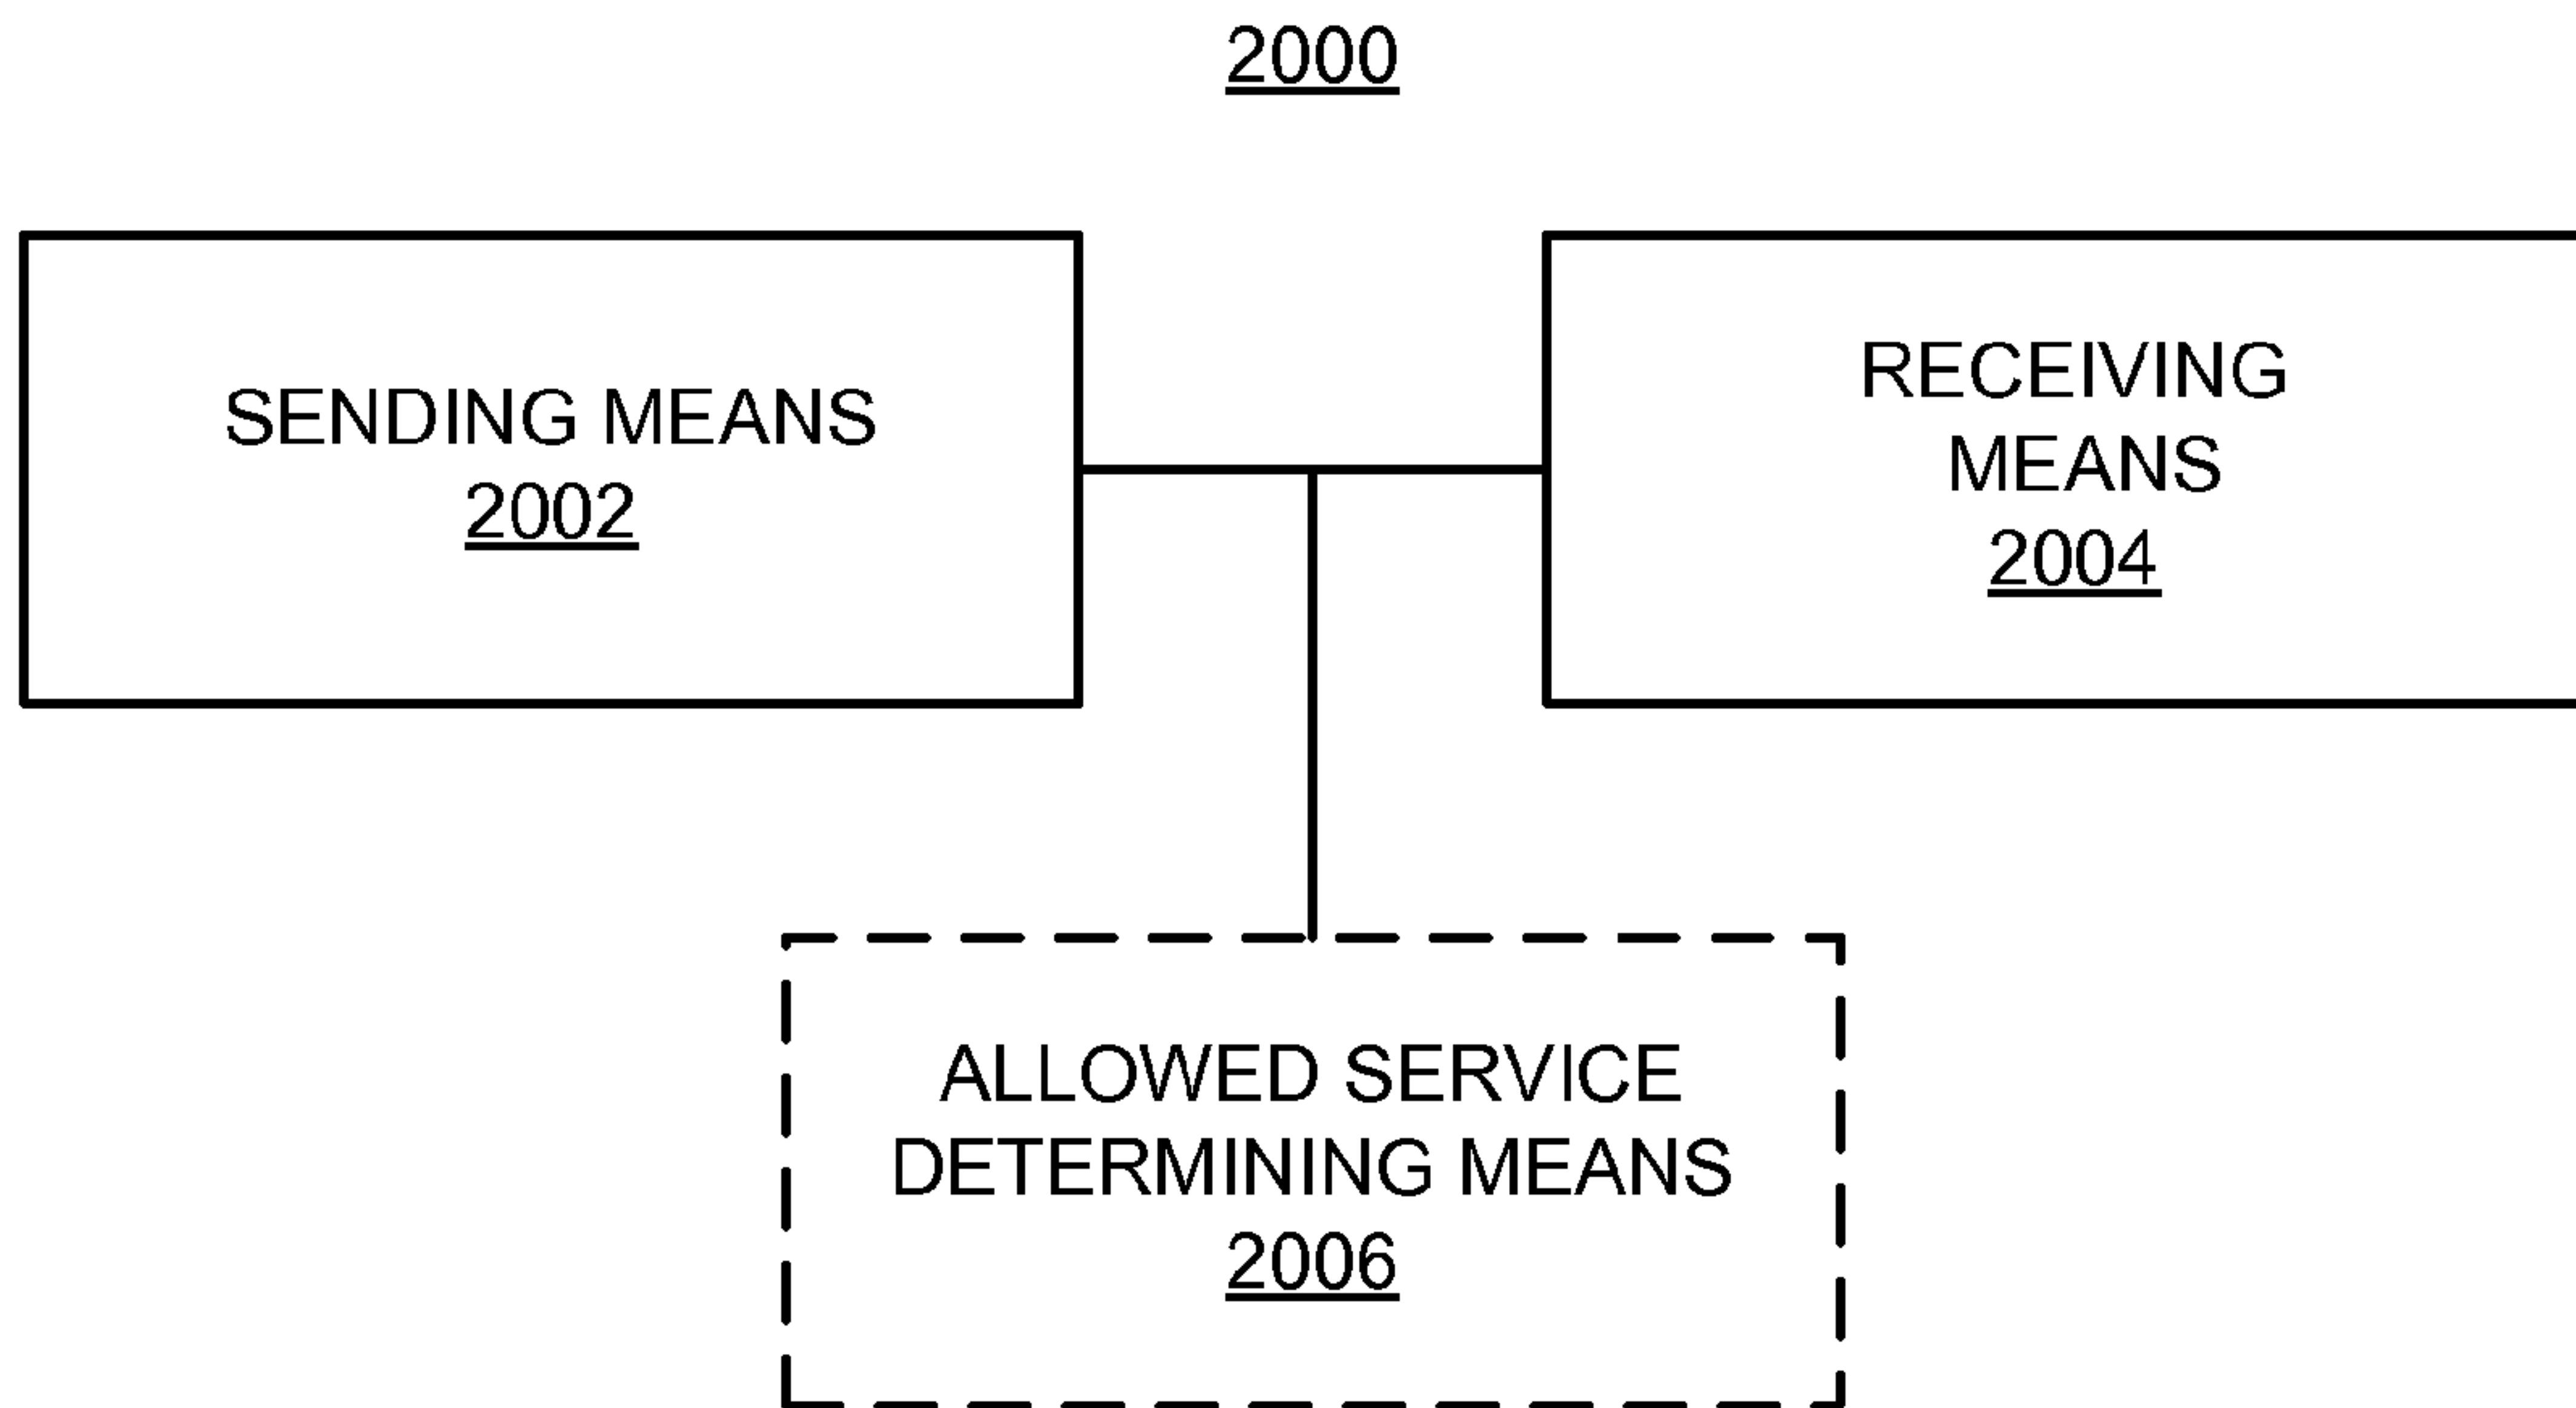 2000
SENDING MEANS
2002
RECEIVING
MEANS
2004
ALLOWED SERVICE
DETERMINING MEANS
2006